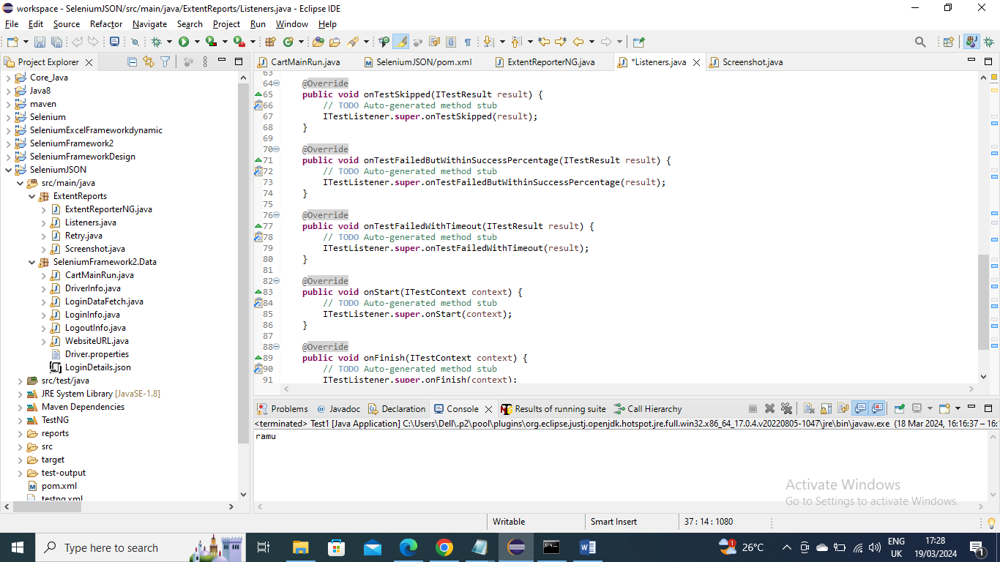 workspace - SeleniumJSON/src/main/java/ExtentReports/Listeners.java - Eclipse IDE
File Edit Source Refactor Navigate Search Project Run Window Help
Project Explorer
Core_Java
Java8
maven
Selenium
SeleniumExcelFrameworkdynamic
SeleniumFramework2
SeleniumFrameworkDesign
SeleniumJSON
src/main/java
ExtentReports
ExtentReporterNG.java
Listeners.java
Retry.java
Screenshot.java
SeleniumFramework2.Data
CartMainRun.java
DriverInfo.java
LoginDataFetch.java
LoginInfo.java
LogoutInfo.java
WebsiteURL.java
Driver.properties
LoginDetails.json
src/test/java
JRE System Library [JavaSE-1.8]
Maven Dependencies
TestNG
reports
src
target
test-output
pom.xml
testng.xml
CartMainRun.java SeleniumJSON/pom.xml ExtentReporterNG.java *Listeners.java Screenshot.java
63
64 @Override
65 public void onTestSkipped(ITestResult result) {
66 // TODO Auto-generated method stub
67 ITestListener.super.onTestSkipped(result);
68 }
69
70 @Override
71 public void onTestFailedButWithinSuccessPercentage(ITestResult result) {
72 // TODO Auto-generated method stub
73 ITestListener.super.onTestFailedButWithinSuccessPercentage(result);
74 }
75
76 @Override
77 public void onTestFailedWithTimeout(ITestResult result) {
78 // TODO Auto-generated method stub
79 ITestListener.super.onTestFailedWithTimeout(result);
80 }
81
82 @Override
83 public void onStart(ITestContext context) {
84 // TODO Auto-generated method stub
85 ITestListener.super.onStart(context);
86 }
87
88 @Override
89 public void onFinish(ITestContext context) {
90 // TODO Auto-generated method stub
91 ITestListener.super.onFinish(context);
Problems @ Javadoc Declaration Console Results of running suite Call Hierarchy
<terminated> Test1 [Java Application] C:\Users\Dell\.p2\pool\plugins\org.eclipse.justj.openjdk.hotspot.jre.full.win32.x86_64_17.0.4.v20220805-1047\jre\bin\javaw.exe (18 Mar 2024, 16:16:37 – 16:
ramu
Activate Windows
Go to Settings to activate Windows.
Writable Smart Insert 37 : 14 : 1080
Type here to search
26°C
ENG
UK
17:28
19/03/2024